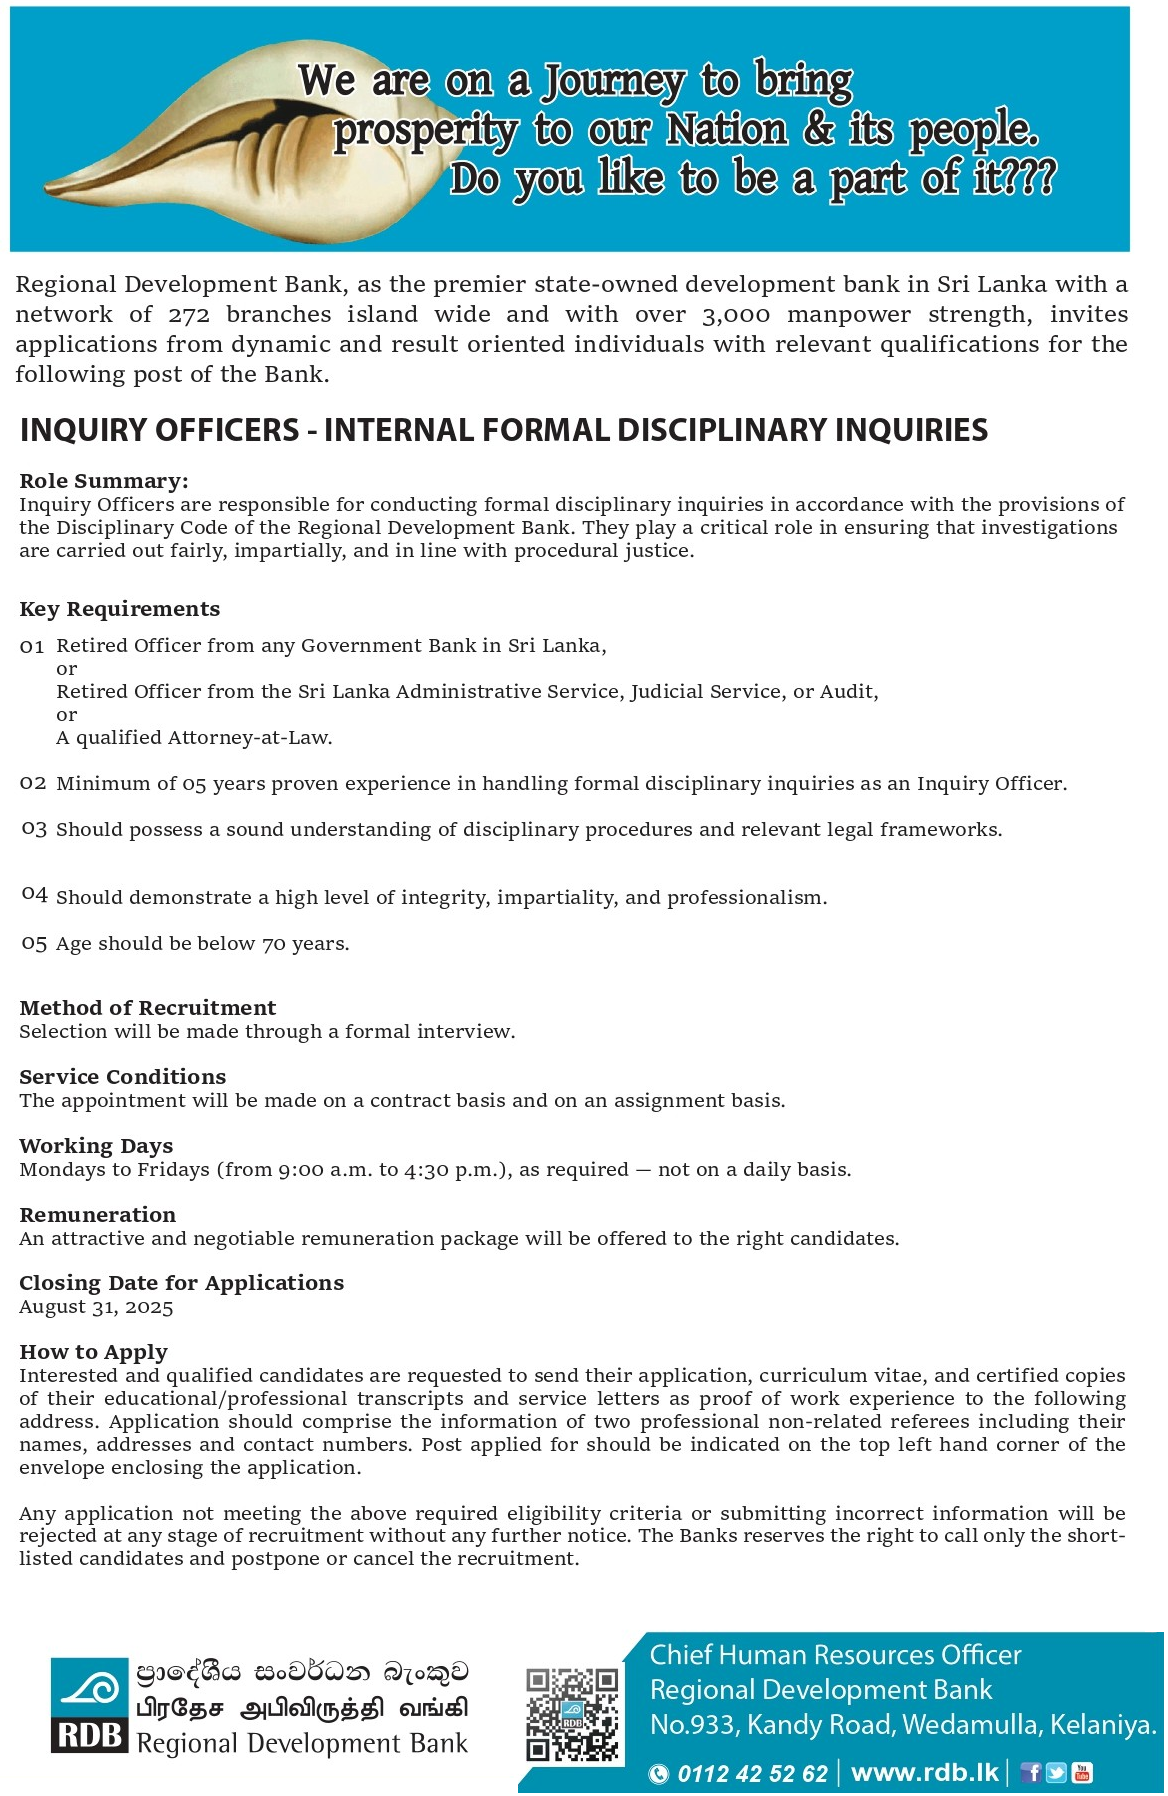 We are on a Journey to bring
prosperity to our Nation & its people.
Do you like to be a part of it???
Regional Development Bank, as the premier state-owned development bank in Sri Lanka with a
network of 272 branches island wide and with over 3,000 manpower strength, invites
applications from dynamic and result oriented individuals with relevant qualifications for the
following post of the Bank.
INQUIRY OFFICERS - INTERNAL FORMAL DISCIPLINARY INQUIRIES
Role Summary:
Inquiry Officers are responsible for conducting formal disciplinary inquiries in accordance with the provisions of
the Disciplinary Code of the Regional Development Bank. They play a critical role in ensuring that investigations
are carried out fairly, impartially, and in line with procedural justice.
Key Requirements
01 Retired Officer from any Government Bank in Sri Lanka,
or
Retired Officer from the Sri Lanka Administrative Service, Judicial Service, or Audit,
or
A qualified Attorney-at-Law.
02 Minimum of 05 years proven experience in handling formal disciplinary inquiries as an Inquiry Officer.
03 Should possess a sound understanding of disciplinary procedures and relevant legal frameworks.
04 Should demonstrate a high level of integrity, impartiality, and professionalism.
05 Age should be below 70 years.
Method of Recruitment
Selection will be made through a formal interview.
Service Conditions
The appointment will be made on a contract basis and on an assignment basis.
Working Days
Mondays to Fridays (from 9:00 a.m. to 4:30 p.m.), as required — not on a daily basis.
Remuneration
An attractive and negotiable remuneration package will be offered to the right candidates.
Closing Date for Applications
August 31, 2025
How to Apply
Interested and qualified candidates are requested to send their application, curriculum vitae, and certified copies
of their educational/professional transcripts and service letters as proof of work experience to the following
address. Application should comprise the information of two professional non-related referees including their
names, addresses and contact numbers. Post applied for should be indicated on the top left hand corner of the
envelope enclosing the application.
Any application not meeting the above required eligibility criteria or submitting incorrect information will be
rejected at any stage of recruitment without any further notice. The Banks reserves the right to call only the short-
listed candidates and postpone or cancel the recruitment.
RDB
ප්‍රාදේශීය සංවර්ධන බැංකුව
பிரதேச அபிவிருத்தி வங்கி
Regional Development Bank
RDB
Chief Human Resources Officer
Regional Development Bank
No.933, Kandy Road, Wedamulla, Kelaniya.
0112 42 52 62 | www.rdb.lk |
You Tube